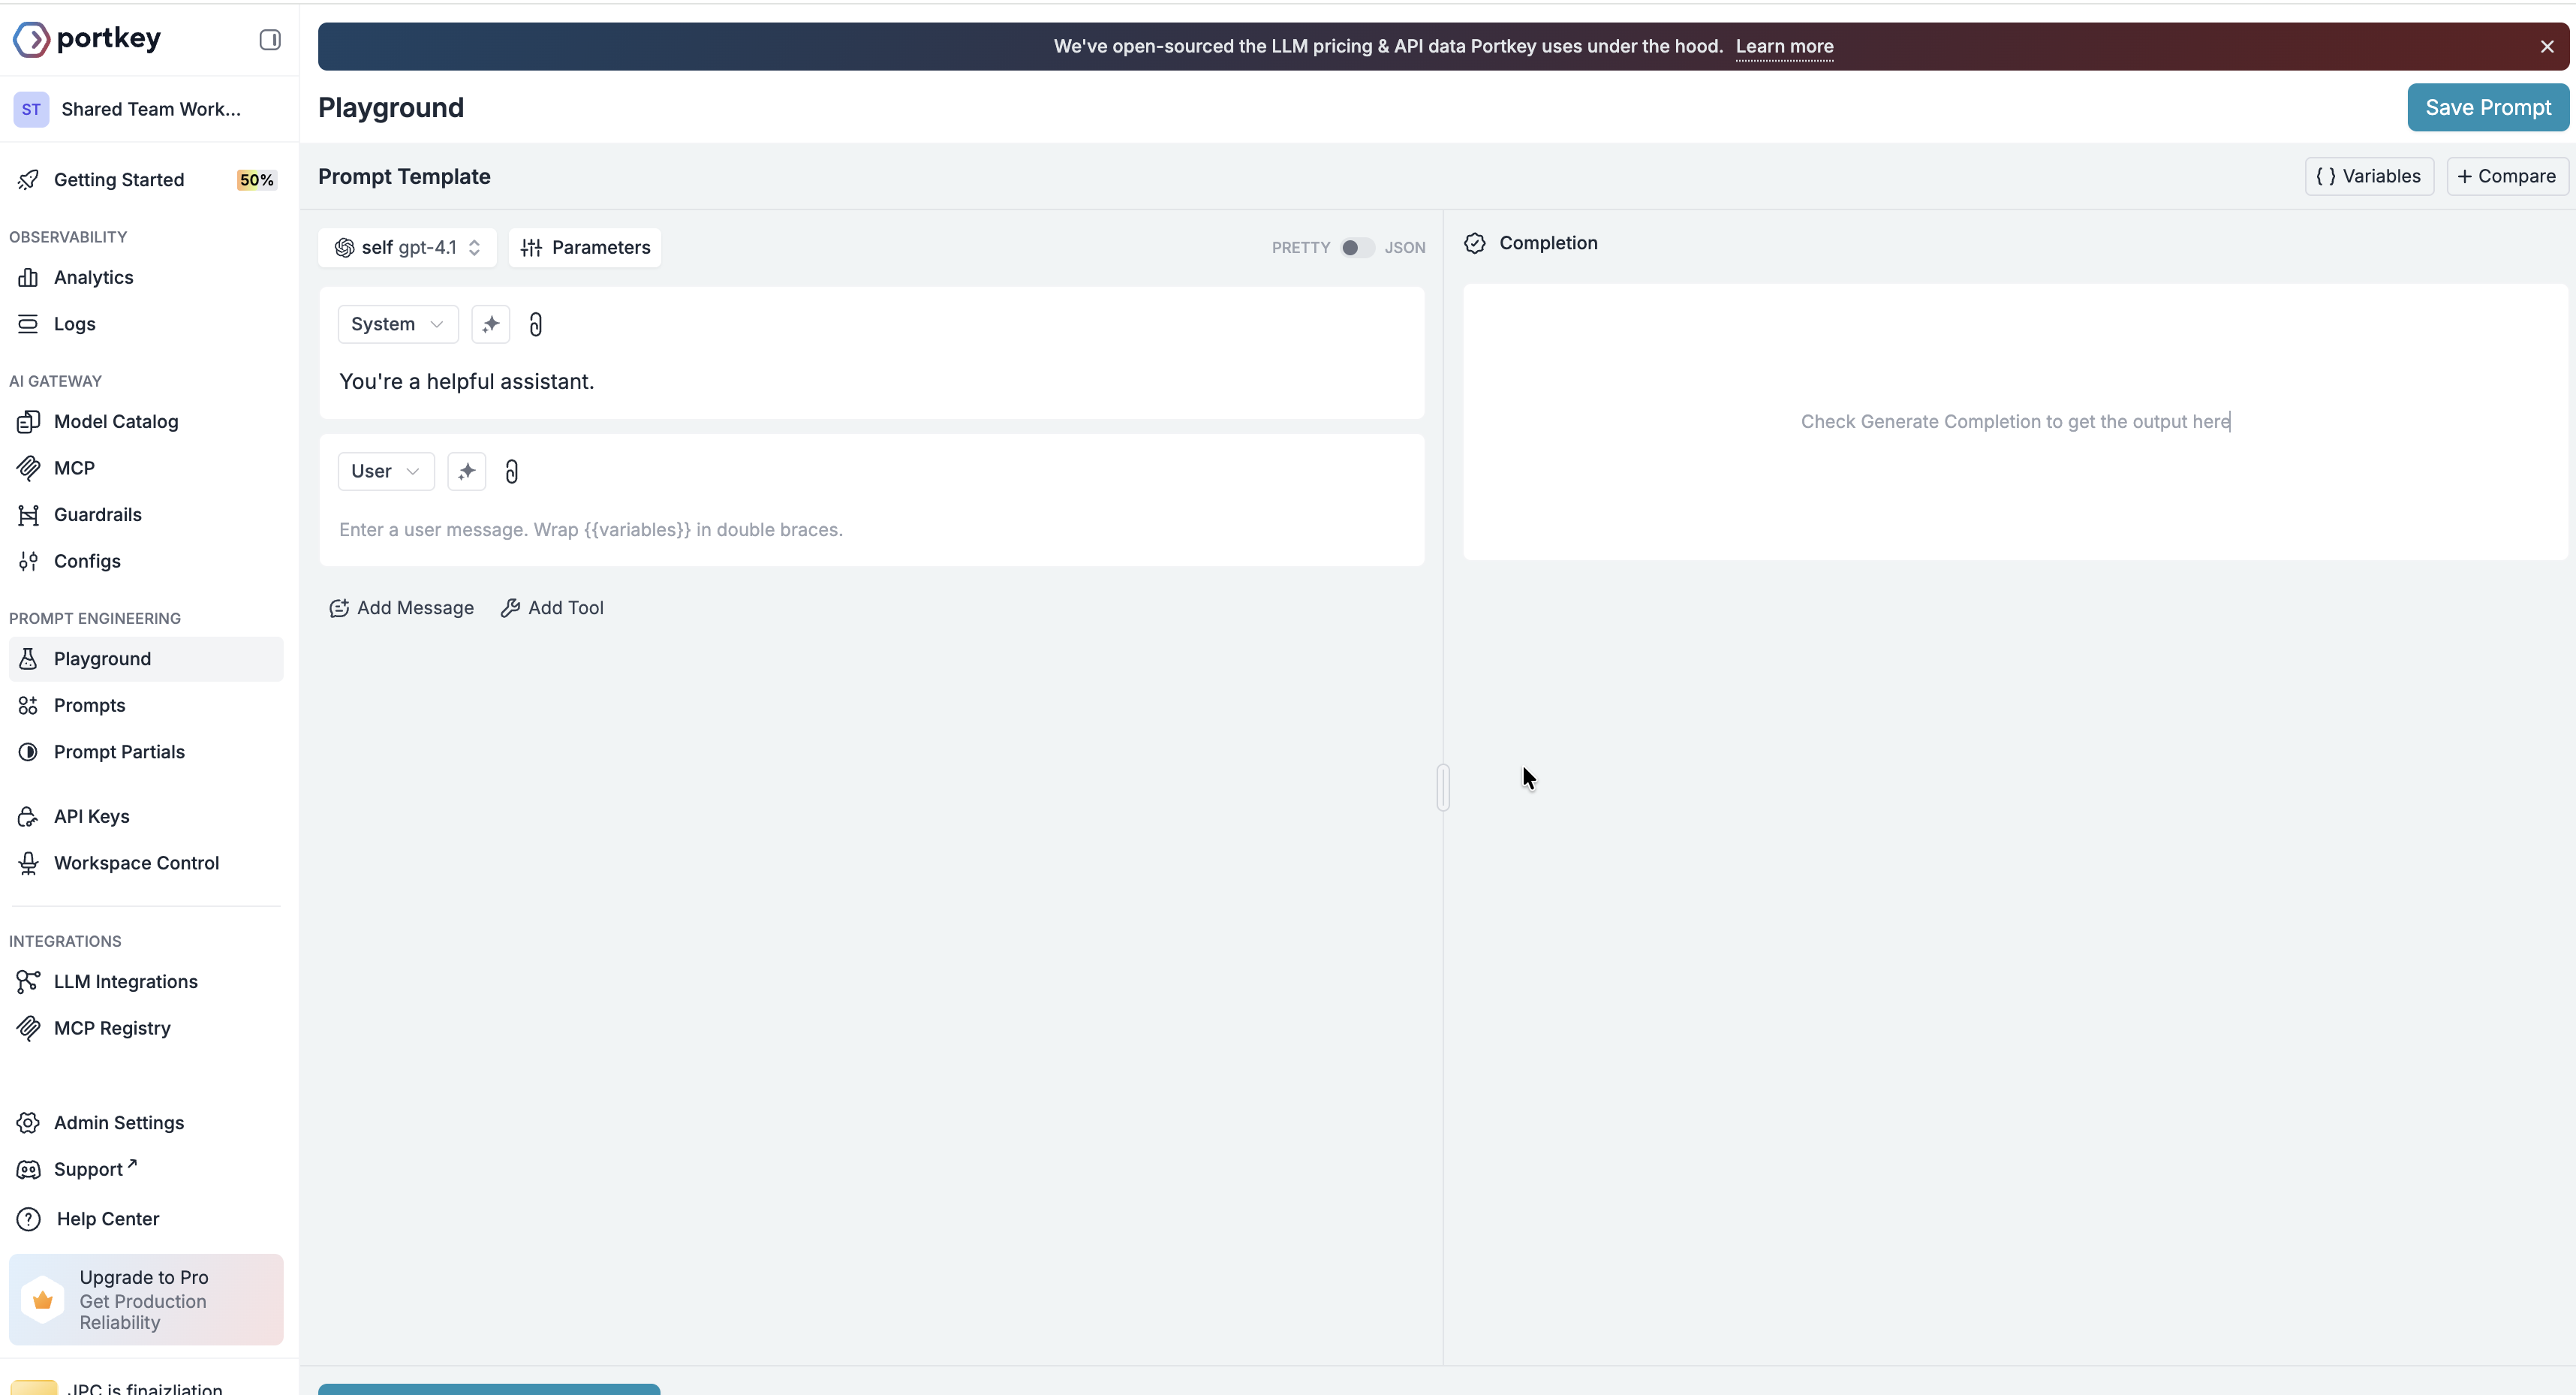 portkey
We've open-sourced the LLM pricing & API data Portkey uses under the hood. Learn more
ST Shared Team Work...
Playground
Save Prompt
Getting Started 50%
Prompt Template
{ } Variables
+ Compare
OBSERVABILITY
Analytics
Logs
AI GATEWAY
Model Catalog
MCP
Guardrails
Configs
PROMPT ENGINEERING
Playground
Prompts
Prompt Partials
API Keys
Workspace Control
INTEGRATIONS
LLM Integrations
MCP Registry
Admin Settings
Support
Help Center
Upgrade to Pro
Get Production
Reliability
JPC is finaizliation
self gpt-4.1
Parameters
PRETTY JSON
System
You're a helpful assistant.
User
Enter a user message. Wrap {{variables}} in double braces.
Add Message
Add Tool
Completion
Check Generate Completion to get the output here